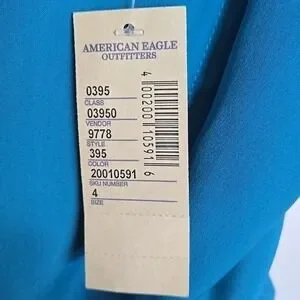 AMERICAN EAGLE
OUTFITTERS
0395
CLASS
03950
VENDOR
9778
STYLE
395
COLOR
20010591
SKU NUMBER
4
SIZE
4 00200 10591 6